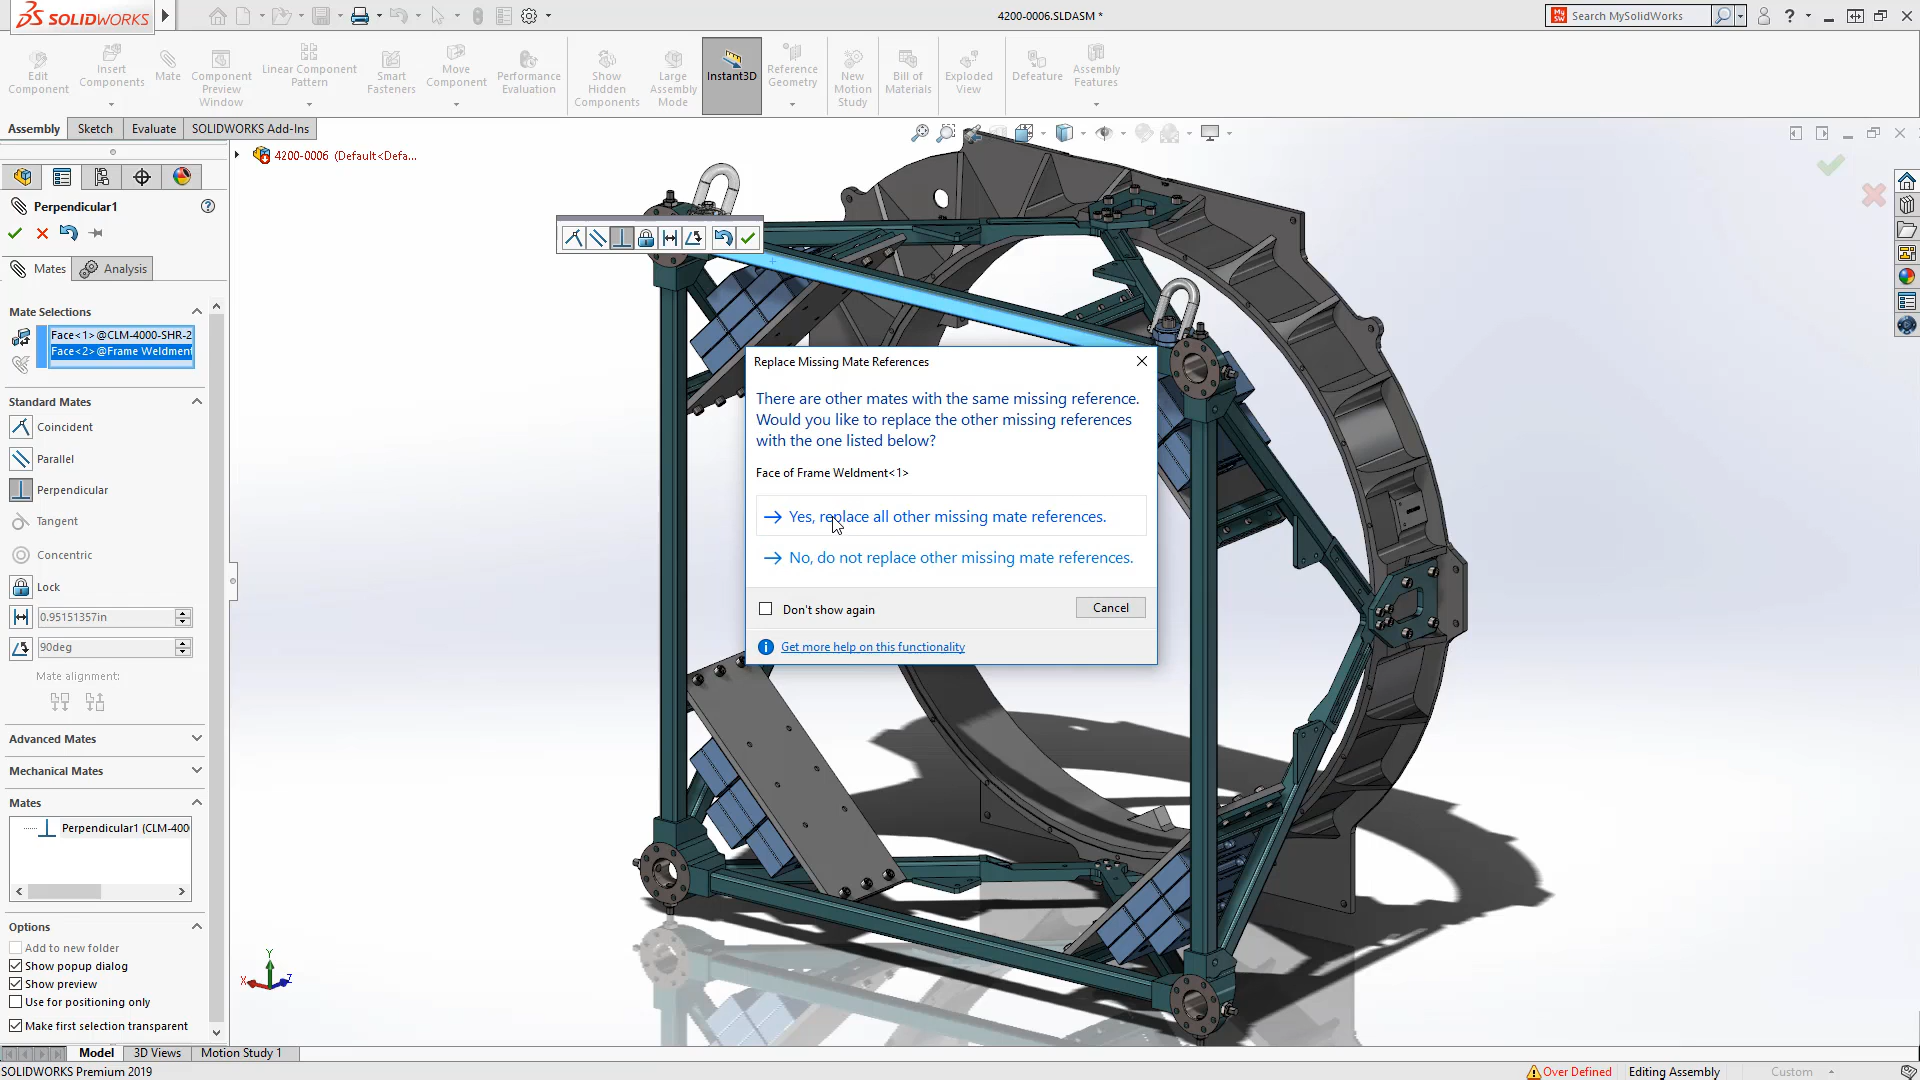 SOLIDWORKS
4200-0006.SLDASM *
Search MySolidWorks
Edit Component
Insert Components
Mate
Component Preview Window
Linear Component Pattern
Smart Fasteners
Move Component
Performance Evaluation
Show Hidden Components
Large Assembly Mode
Instant3D
Reference Geometry
New Motion Study
Bill of Materials
Exploded View
Defeature
Assembly Features
Assembly
Sketch
Evaluate
SOLIDWORKS Add-Ins
4200-0006 (Default<Defa...
Perpendicular1
Mates
Analysis
Mate Selections
Face<1>@CLM-4000-SHR-2
Face<2>@Frame Weldment
Standard Mates
Coincident
Parallel
Perpendicular
Tangent
Concentric
Lock
0.95151357in
90deg
Mate alignment:
Advanced Mates
Mechanical Mates
Mates
Perpendicular1 (CLM-400
Options
Add to new folder
Show popup dialog
Show preview
Use for positioning only
Make first selection transparent
Replace Missing Mate References
There are other mates with the same missing reference.
Would you like to replace the other missing references
with the one listed below?
Face of Frame Weldment<1>
Yes, replace all other missing mate references.
No, do not replace other missing mate references.
Don't show again
Cancel
Get more help on this functionality
Y
X
Z
Model
3D Views
Motion Study 1
SOLIDWORKS Premium 2019
Over Defined
Editing Assembly
Custom